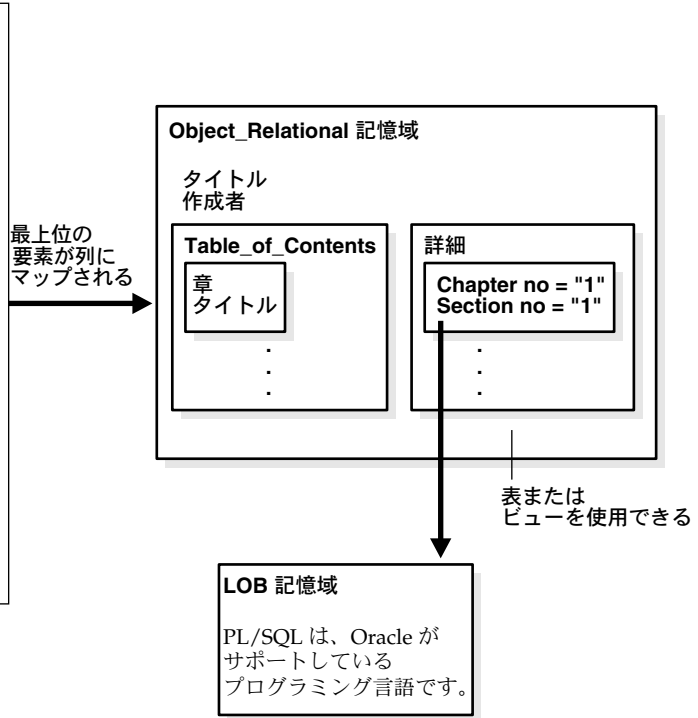 最上位の
要素が列に
マップされる
Object_Relational 記憶域
タイトル
作成者
Table_of_Contents
章
タイトル
.
.
.
詳細
Chapter no = "1"
Section no = "1"
.
.
.
表または
ビューを使用できる
LOB 記憶域
PL/SQL は、Oracle が
サポートしている
プログラミング言語です。